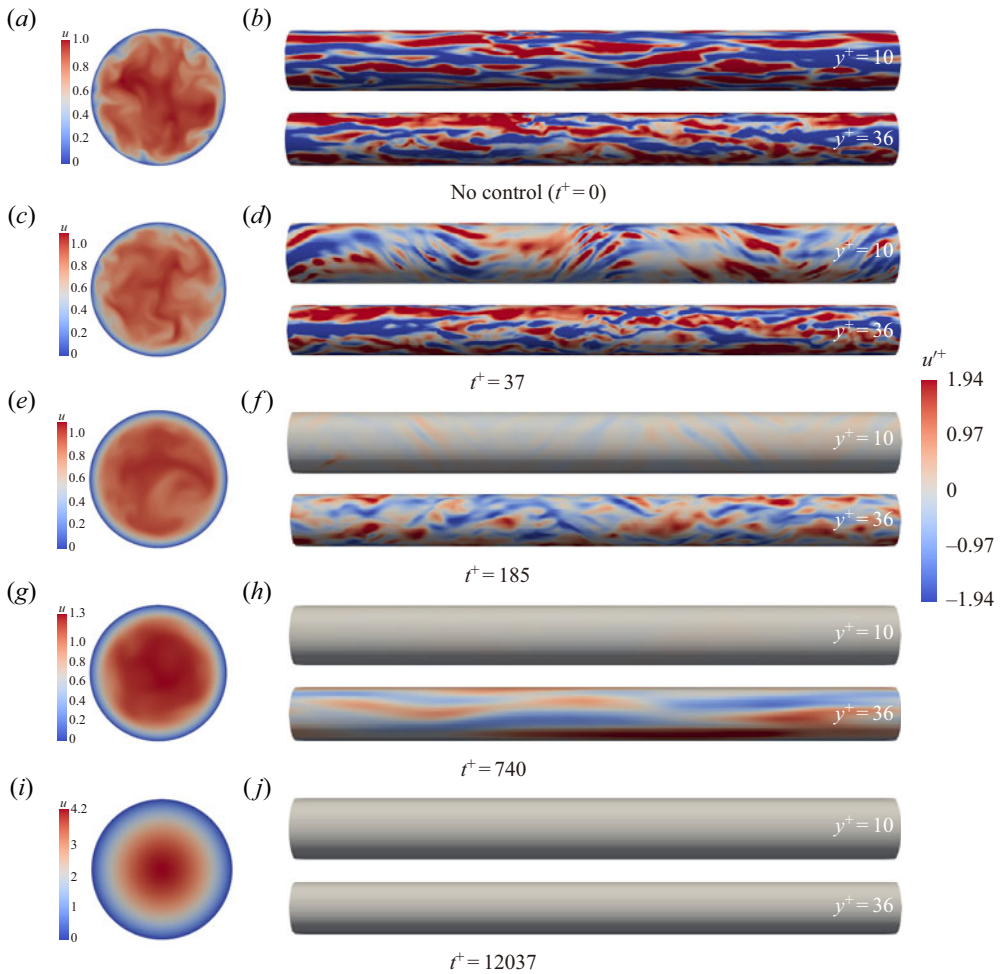 (a)
(b)
u
1.0
0.8
0.6
0.4
0.2
0
y+ = 10
y+ = 36
No control (t+ = 0)
(c)
(d)
u
1.0
0.8
0.6
0.4
0.2
0
y+ = 10
y+ = 36
t+ = 37
(e)
(f)
u
1.0
0.8
0.6
0.4
0.2
0
y+ = 10
y+ = 36
t+ = 185
u′+
1.94
0.97
0
–0.97
–1.94
(g)
(h)
u
1.3
1.0
0.8
0.6
0.4
0.2
0
y+ = 10
y+ = 36
t+ = 740
(i)
(j)
u
4.2
3
2
1
0
y+ = 10
y+ = 36
t+ = 12037